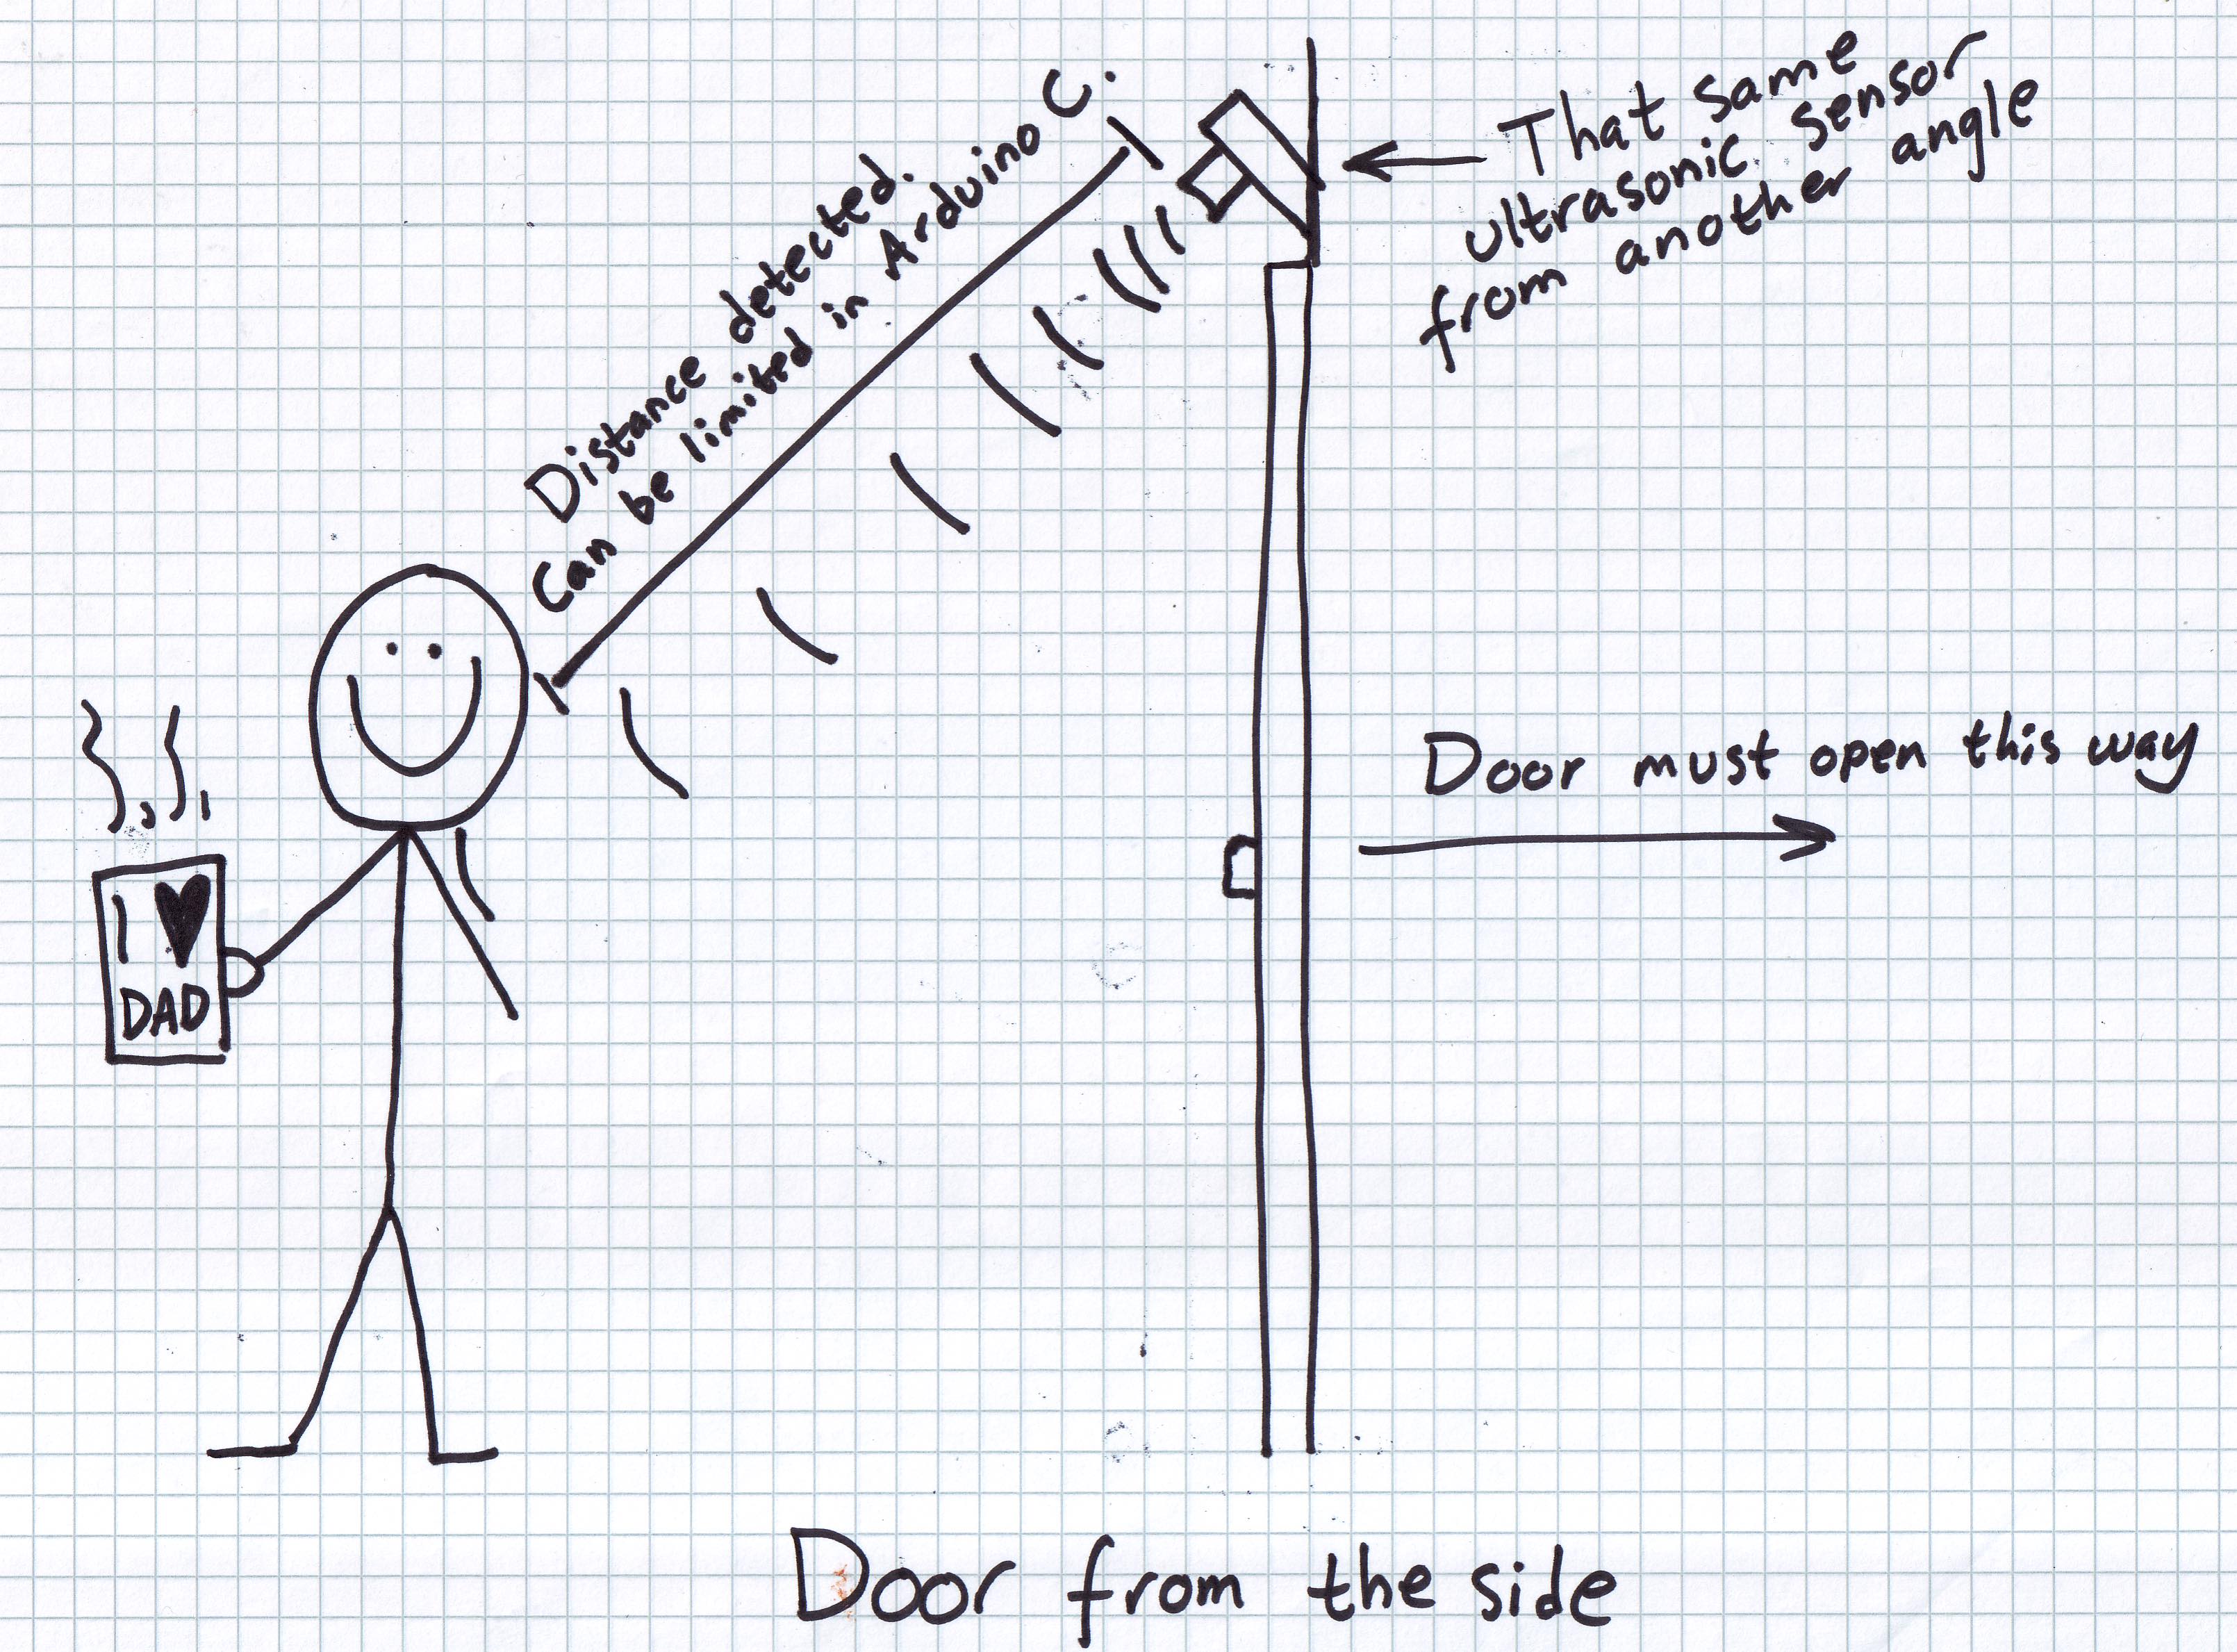 Distance detected.
Can be limited in Arduino C.
That same
ultrasonic sensor
from another angle
Door must open this way
I ♥
DAD
Door from the side